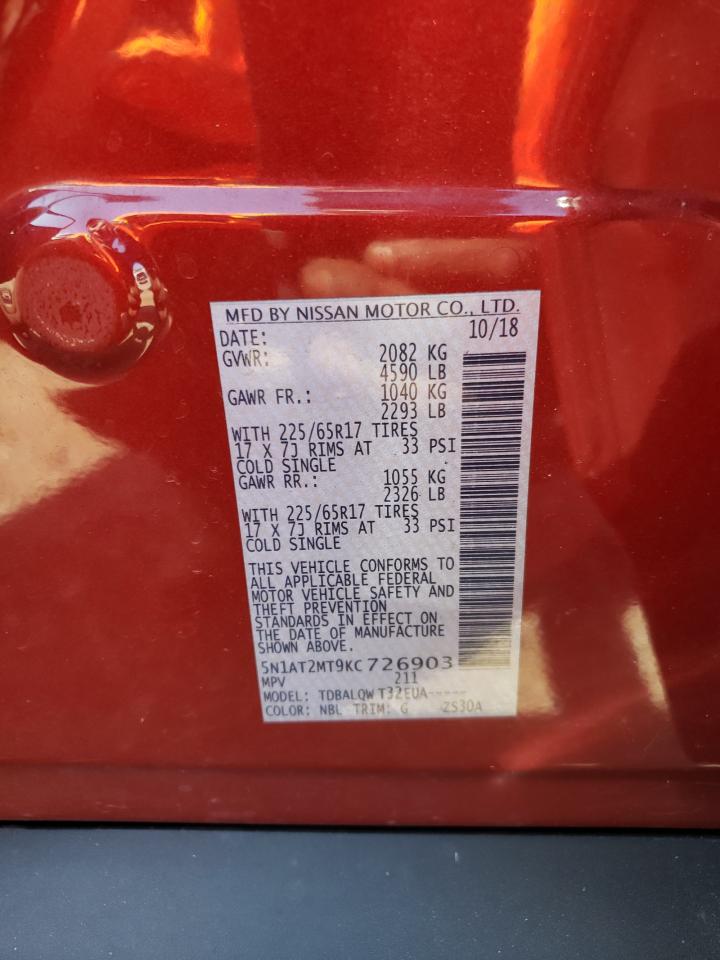 MFD BY NISSAN MOTOR CO., LTD.
DATE: 10/18
GVWR: 2082 KG
4590 LB
GAWR FR.: 1040 KG
2293 LB
WITH 225/65R17 TIRES
17 X 7J RIMS AT 33 PSI
COLD SINGLE
GAWR RR.: 1055 KG
2326 LB
WITH 225/65R17 TIRES
17 X 7J RIMS AT 33 PSI
COLD SINGLE
THIS VEHICLE CONFORMS TO
ALL APPLICABLE FEDERAL
MOTOR VEHICLE SAFETY AND
THEFT PREVENTION
STANDARDS IN EFFECT ON
THE DATE OF MANUFACTURE
SHOWN ABOVE.
5N1AT2MT9KC726903
MPV 211
MODEL: TDBALQW T32EUA-----
COLOR: NBL TRIM: G ZS30A